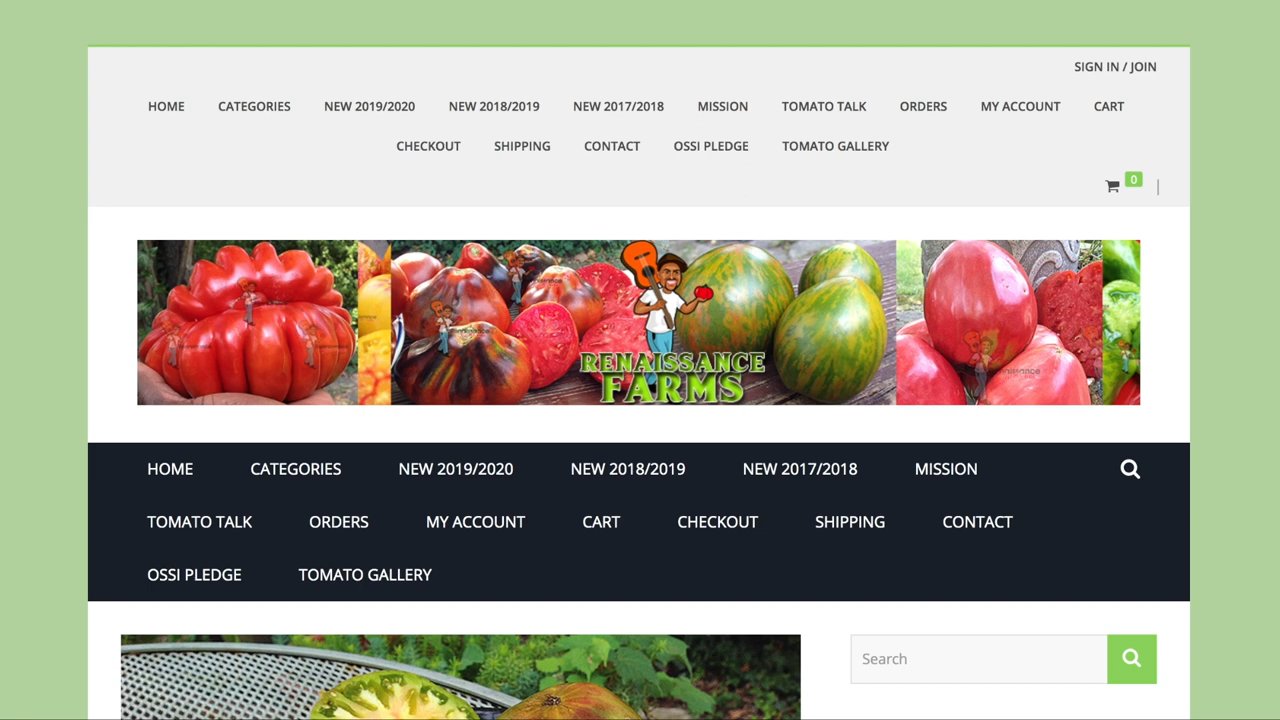 SIGN IN / JOIN
HOME CATEGORIES NEW 2019/2020 NEW 2018/2019 NEW 2017/2018 MISSION TOMATO TALK ORDERS MY ACCOUNT CART
CHECKOUT SHIPPING CONTACT OSSI PLEDGE TOMATO GALLERY
0 |
RENAISSANCE
FARMS
HOME CATEGORIES NEW 2019/2020 NEW 2018/2019 NEW 2017/2018 MISSION
TOMATO TALK ORDERS MY ACCOUNT CART CHECKOUT SHIPPING CONTACT
OSSI PLEDGE TOMATO GALLERY
Search